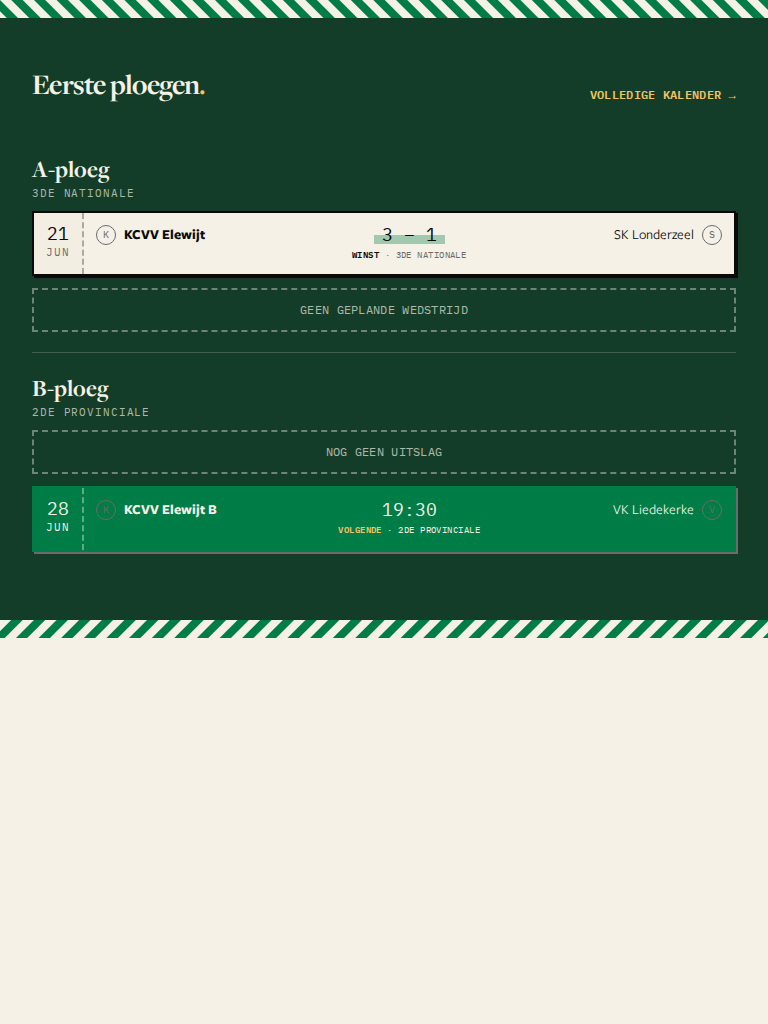 Eerste ploegen.
VOLLEDIGE KALENDER →
A-ploeg
3DE NATIONALE
21 JUN
K KCVV Elewijt
3 – 1
WINST · 3DE NATIONALE
SK Londerzeel S
GEEN GEPLANDE WEDSTRIJD
B-ploeg
2DE PROVINCIALE
NOG GEEN UITSLAG
28 JUN
K KCVV Elewijt B
19:30
VOLGENDE · 2DE PROVINCIALE
VK Liedekerke V